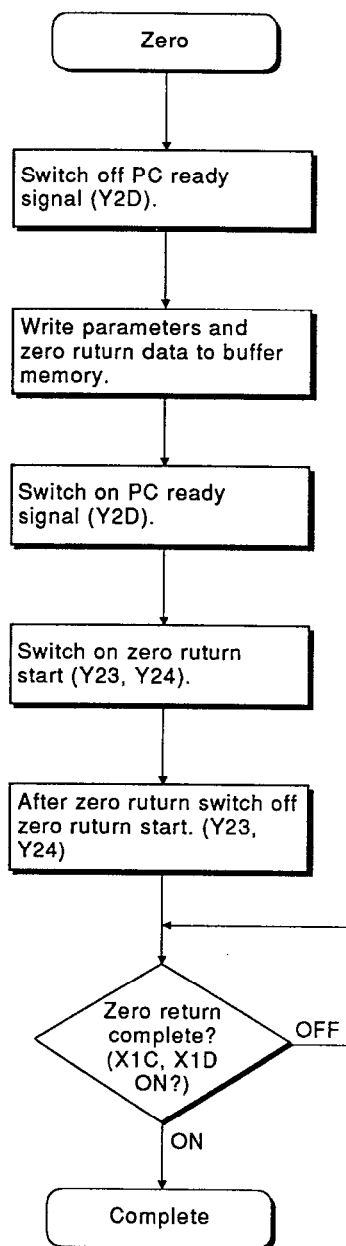 Zero
Switch off PC ready
signal (Y2D).
Write parameters and
zero ruturn data to buffer
memory.
Switch on PC ready
signal (Y2D).
Switch on zero ruturn
start (Y23, Y24).
After zero ruturn switch off
zero ruturn start. (Y23,
Y24)
Zero return
complete?
(X1C, X1D
ON?)
OFF
ON
Complete